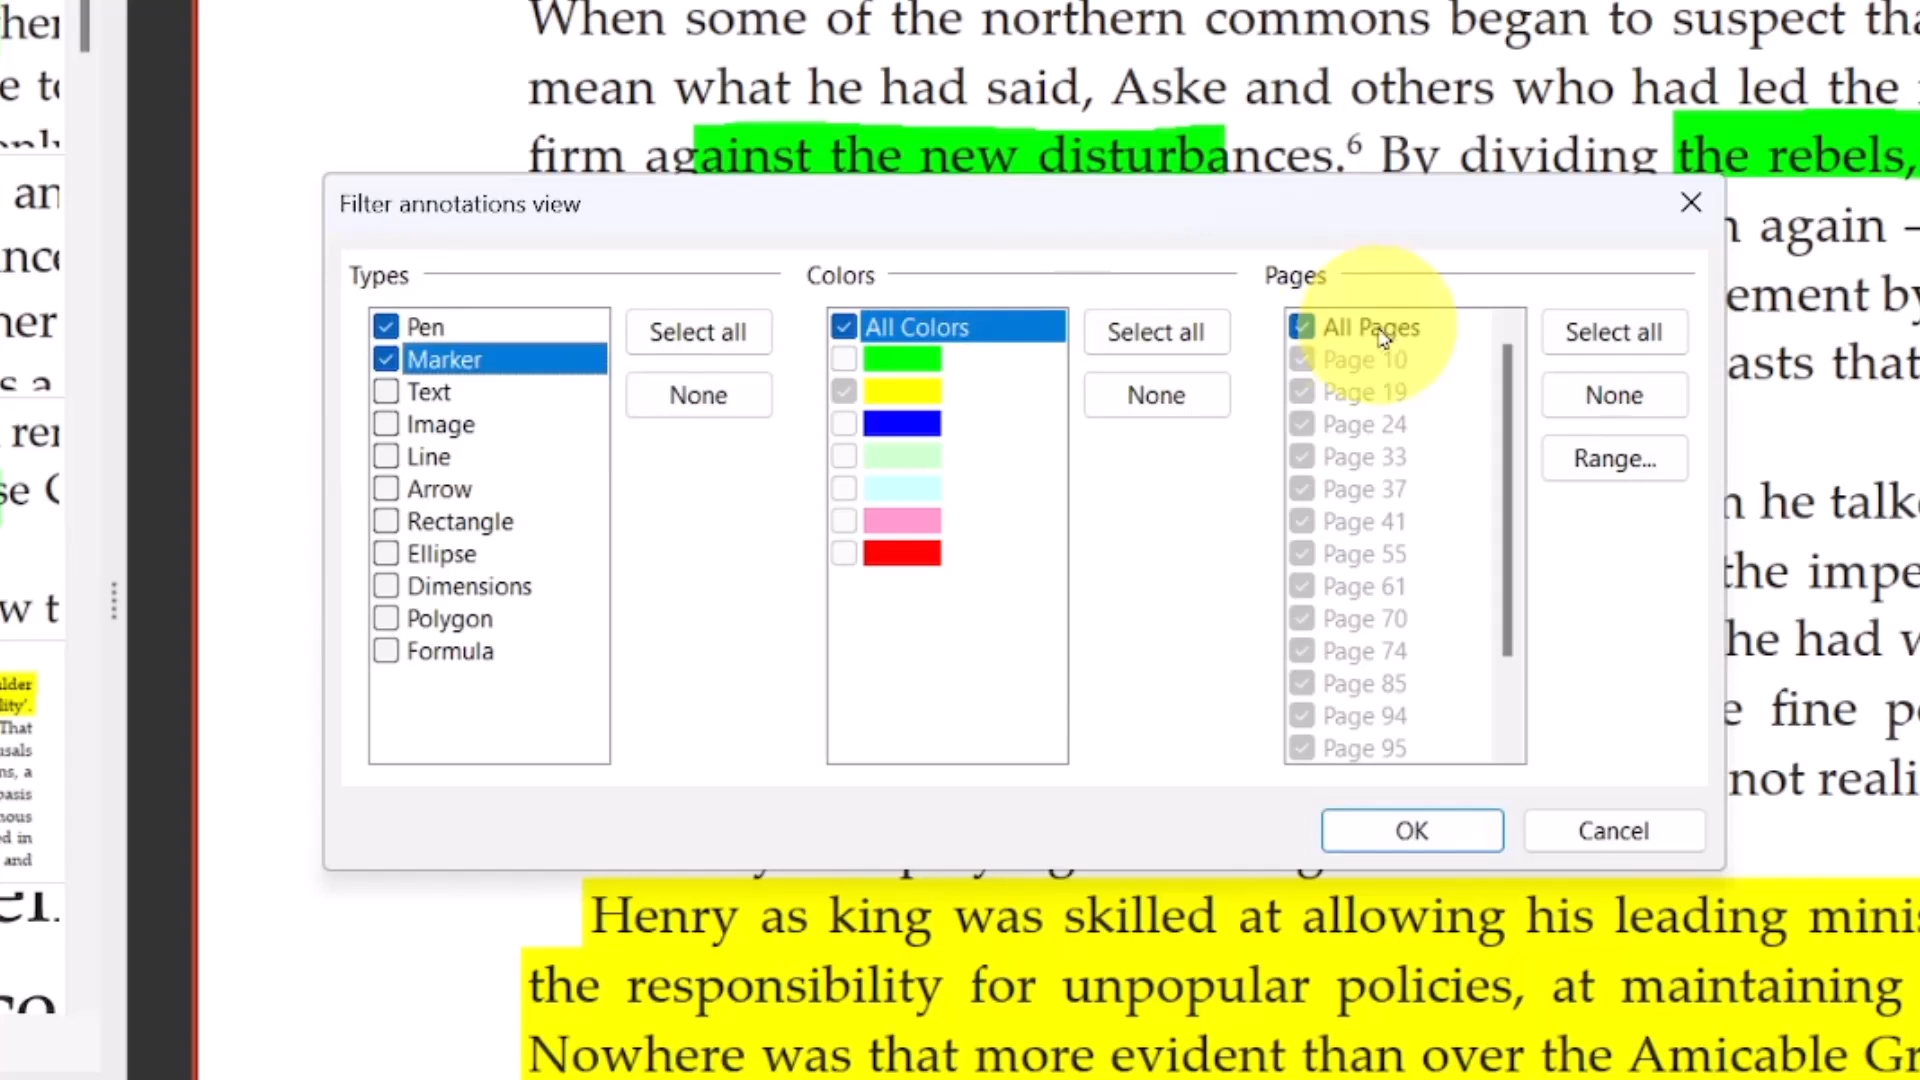 When some of the northern commons began to suspect
mean what he had said, Aske and others who had led the
firm against the new disturbances.⁶ By dividing the rebels,
Filter annotations view
again –
Types
Colors
Pages
Pen
Marker
Text
Image
Line
Arrow
Rectangle
Ellipse
Dimensions
Polygon
Formula
Select all
None
All Colors
Select all
None
All Pages
Page 10
Page 19
Page 24
Page 33
Page 37
Page 41
Page 55
Page 61
Page 70
Page 74
Page 85
Page 94
Page 95
Select all
None
Range...
OK
Cancel
he talk
the impe
he had
fine
not reali
Henry as king was skilled at allowing his leading minis
the responsibility for unpopular policies, at maintaining
Nowhere was that more evident than over the Amicable Gr
That
and